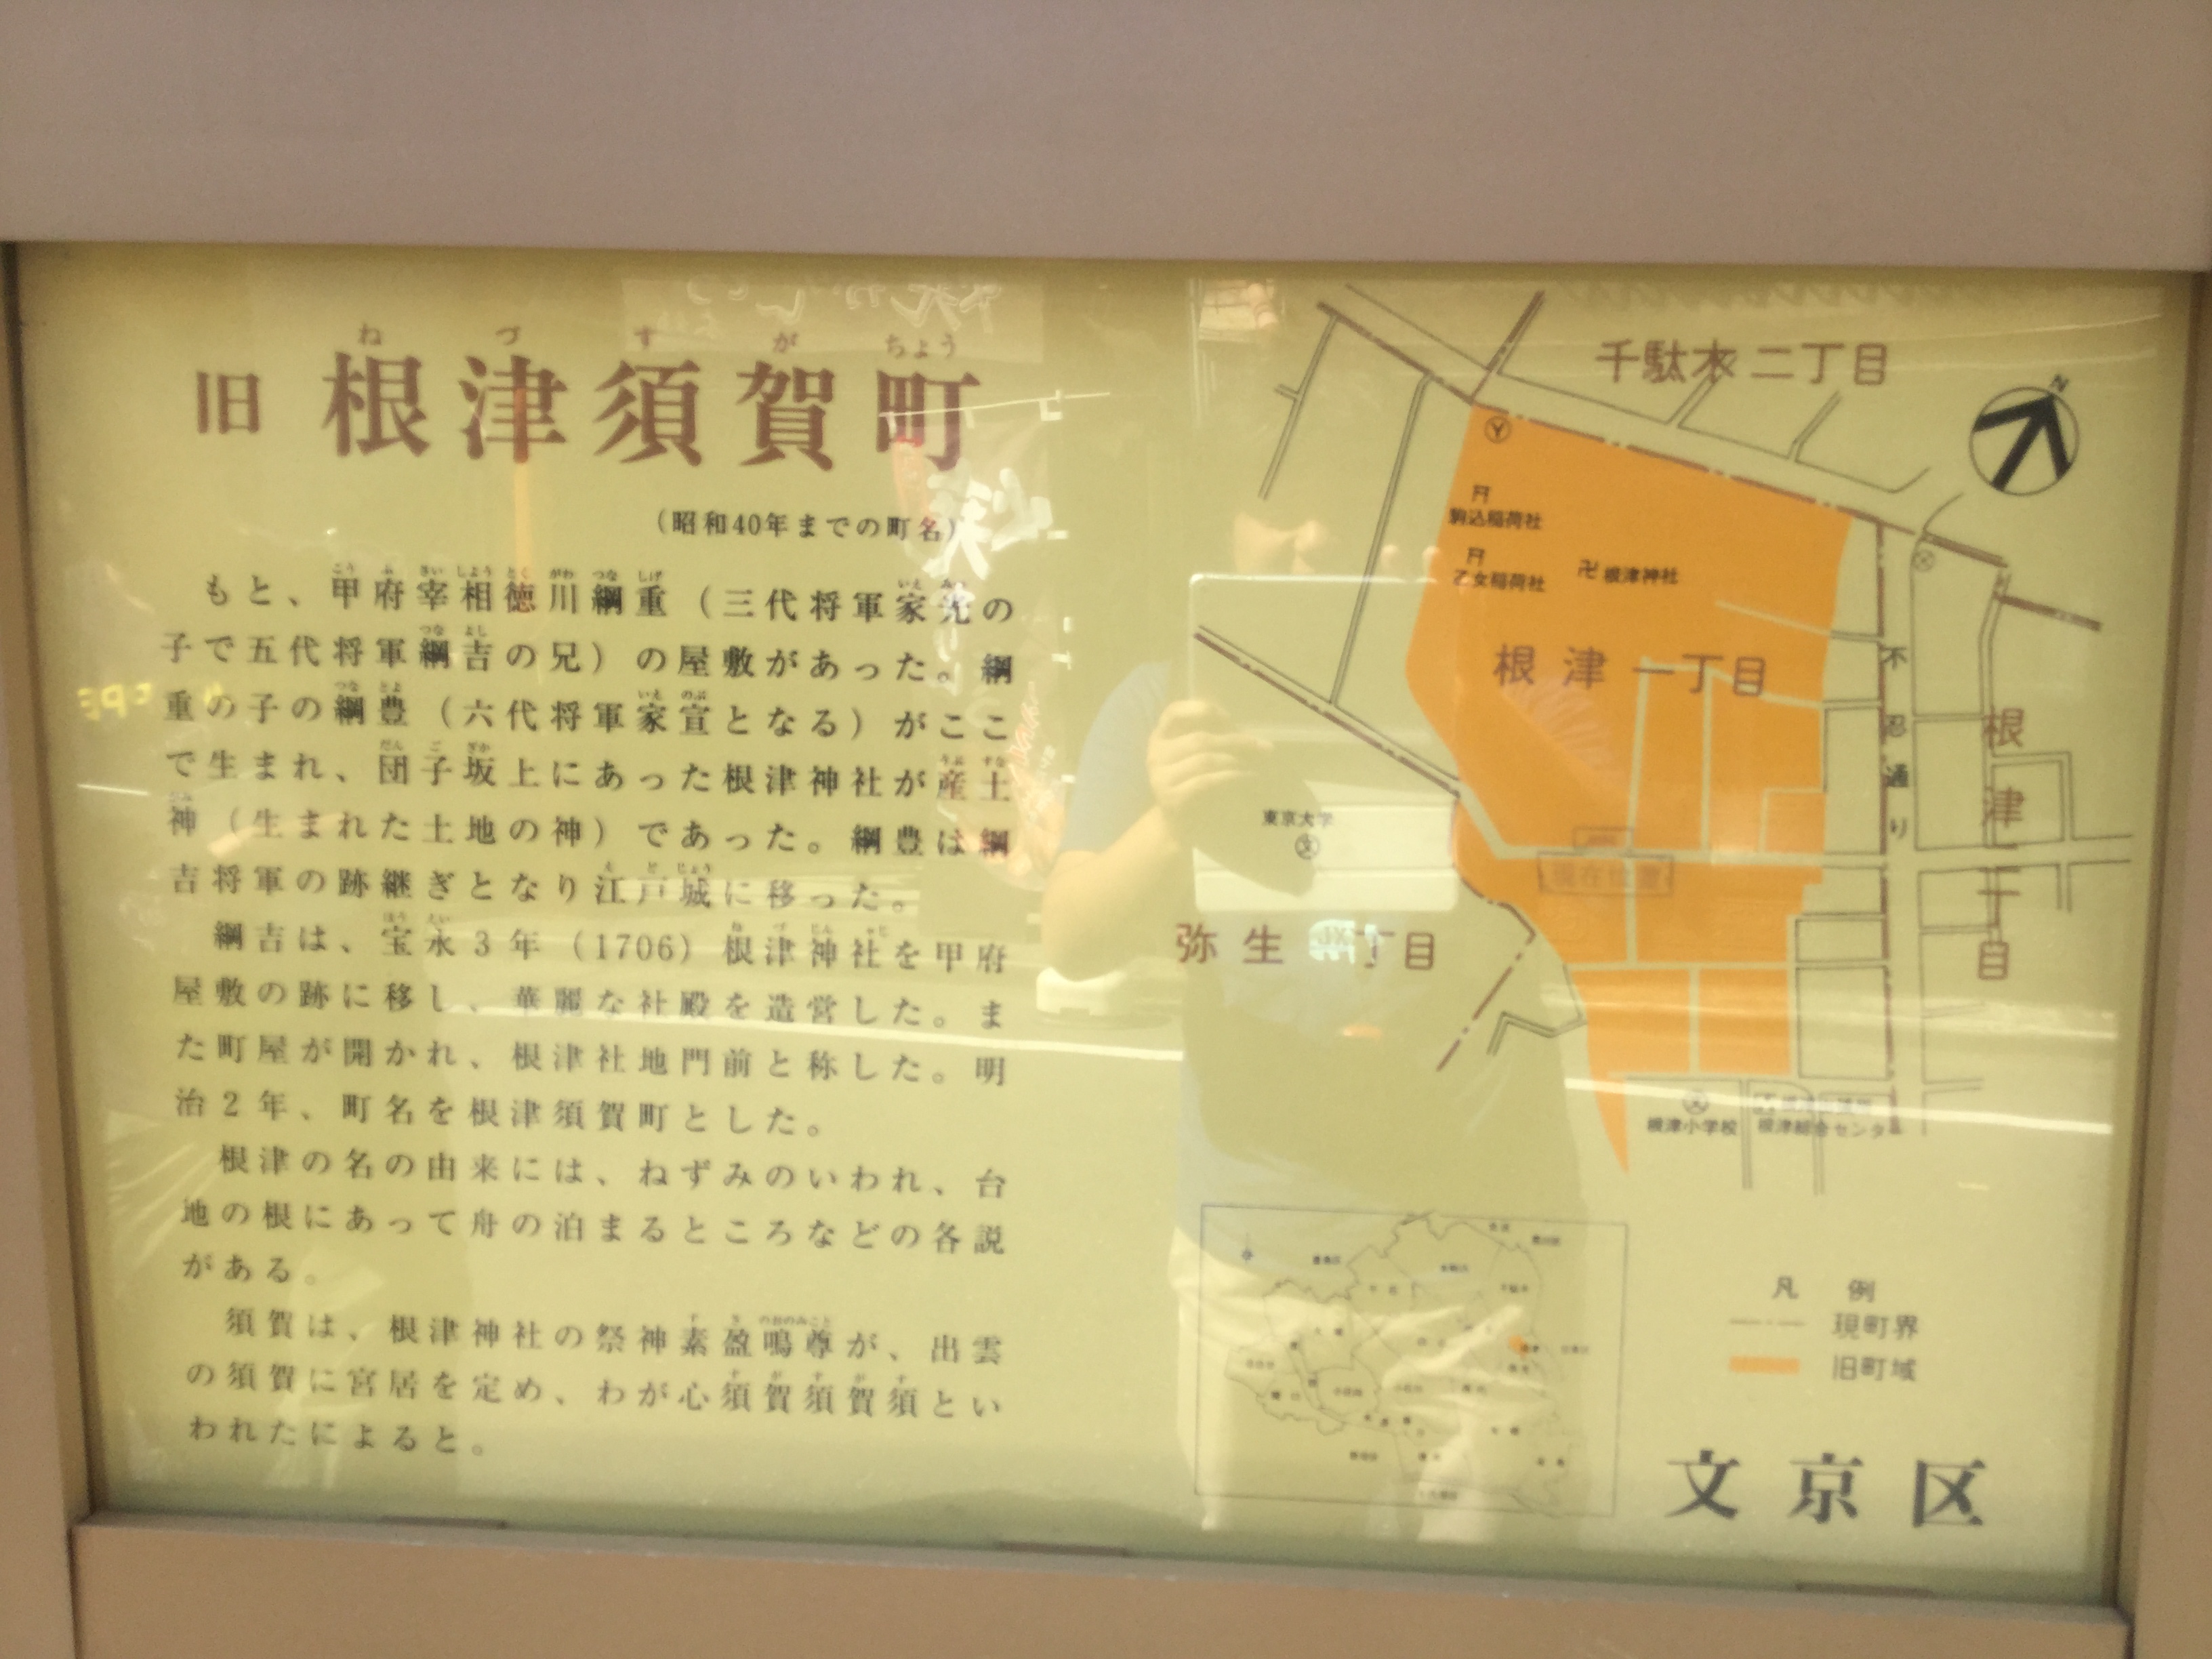 旧 根津須賀町
ね づ す が ちょう
(昭和40年までの町名)
もと、甲府宰相徳川綱重(三代将軍家光の
子で五代将軍綱吉の兄)の屋敷があった。綱
重の子の綱豊(六代将軍家宣となる)がここ
で生まれ、団子坂上にあった根津神社が産土
神(生まれた土地の神)であった。綱豊は綱
吉将軍の跡継ぎとなり江戸城に移った。
綱吉は、宝永3年(1706)根津神社を甲府
屋敷の跡に移し、華麗な社殿を造営した。ま
た町屋が開かれ、根津社地門前と称した。明
治2年、町名を根津須賀町とした。
根津の名の由来には、ねずみのいわれ、台
地の根にあって舟の泊まるところなどの各説
がある。
須賀は、根津神社の祭神素盈鳴尊が、出雲
の須賀に宮居を定め、わが心須賀須賀須とい
われたによると。
N
千駄木二丁目
根津二丁目
不忍通り
根津一丁目
卍 根津神社
駒込稲荷社
乙女稲荷社
現在位置
根津小学校
根津総合センター
東京大学
弥生一丁目
凡例
現町界
旧町域
文京区